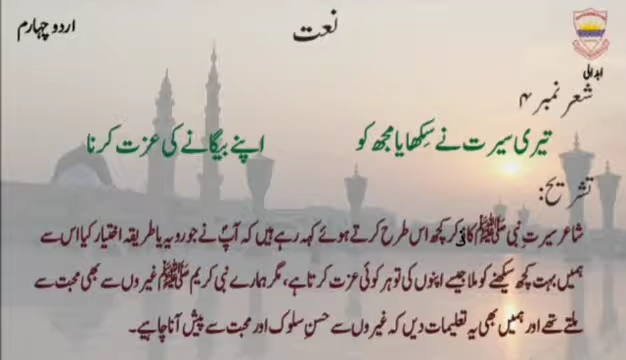 اردو چہارم
نعت
ابدالی
شعر نمبر ۴
تیری سیرت نے سِکھایا مجھ کو اپنے بیگانے کی عزت کرنا
تشریح:
شاعر سیرتِ نبی ﷺ کا ذکر کچھ اس طرح کرتے ہوئے کہہ رہے ہیں کہ آپؐ نے جو رویہ یا طریقہ اختیار کیا اس سے
ہمیں بہت کچھ سیکھنے کو ملا جیسے اپنوں کی تو ہر کوئی عزت کرتا ہے، مگر ہمارے نبی کریم ﷺ غیروں سے بھی محبت سے
ملتے تھے اور ہمیں بھی یہ تعلیمات دیں کہ غیروں سے حسنِ سلوک اور محبت سے پیش آنا چاہیے۔